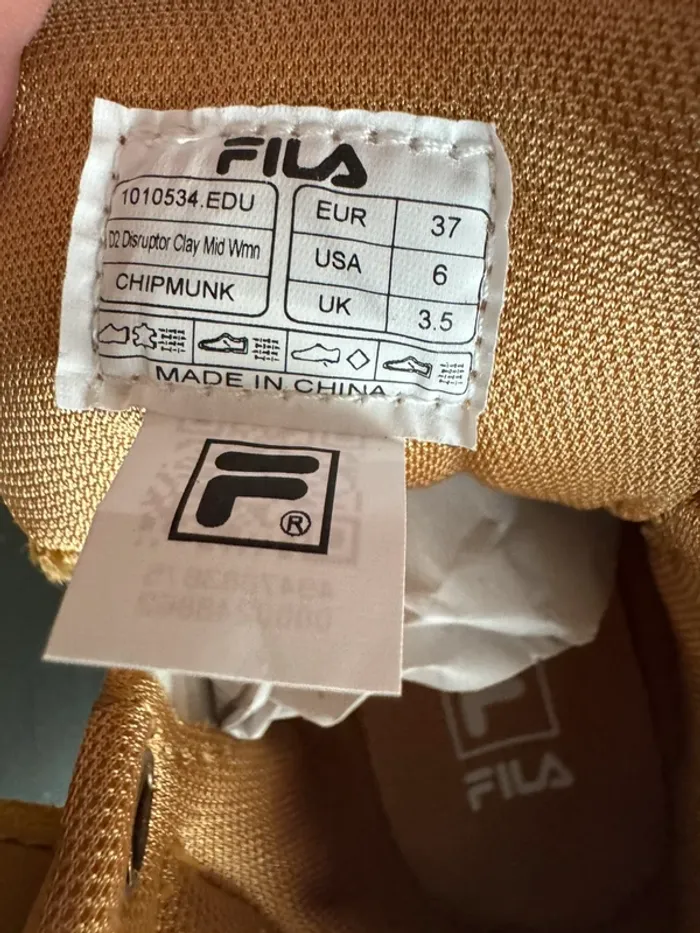 FILA
1010534.EDU
D2 Disruptor Clay Mid Wmn
CHIPMUNK
EUR 37
USA 6
UK 3.5
MADE IN CHINA
F
®
F
FILA